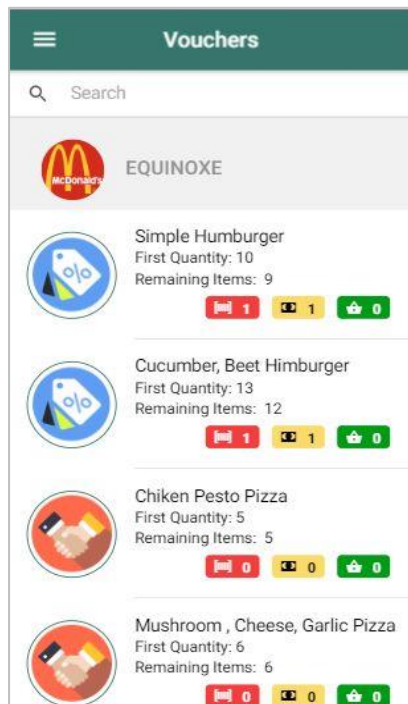 Vouchers
Search
McDonald's
EQUINOXE
Simple Humburger
First Quantity: 10
Remaining Items: 9
1 1 0
%
Cucumber, Beet Himburger
First Quantity: 13
Remaining Items: 12
1 1 0
%
Chiken Pesto Pizza
First Quantity: 5
Remaining Items: 5
0 0 0
Mushroom , Cheese, Garlic Pizza
First Quantity: 6
Remaining Items: 6
0 0 0